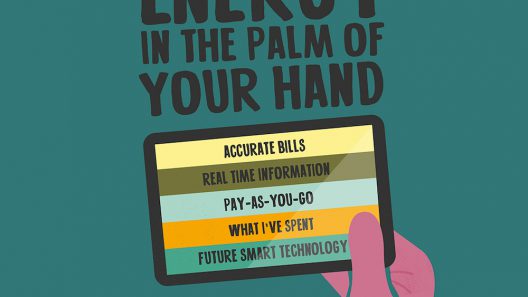 ENERGY
IN THE PALM OF
YOUR HAND
ACCURATE BILLS
REAL TIME INFORMATION
PAY-AS-YOU-GO
WHAT I'VE SPENT
FUTURE SMART TECHNOLOGY